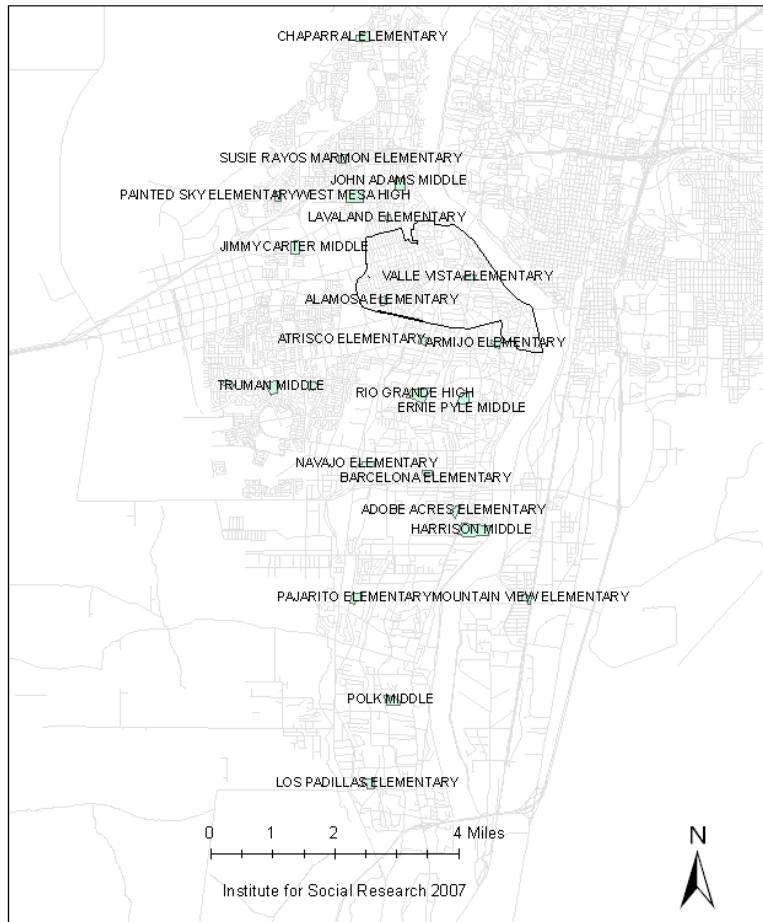 CHAPARRAL ELEMENTARY
SUSIE RAYOS MARMON ELEMENTARY
JOHN ADAMS MIDDLE
PAINTED SKY ELEMENTARY WEST MESA HIGH
LAVALAND ELEMENTARY
JIMMY CARTER MIDDLE
VALLE VISTA ELEMENTARY
ALAMOSA ELEMENTARY
ATRISCO ELEMENTARY
ARMIJO ELEMENTARY
TRUMAN MIDDLE
RIO GRANDE HIGH
ERNIE PYLE MIDDLE
NAVAJO ELEMENTARY
BARCELONA ELEMENTARY
ADOBE ACRES ELEMENTARY
HARRISON MIDDLE
PAJARITO ELEMENTARY MOUNTAIN VIEW ELEMENTARY
POLK MIDDLE
LOS PADILLAS ELEMENTARY
0 1 2 4 Miles
N
Institute for Social Research 2007